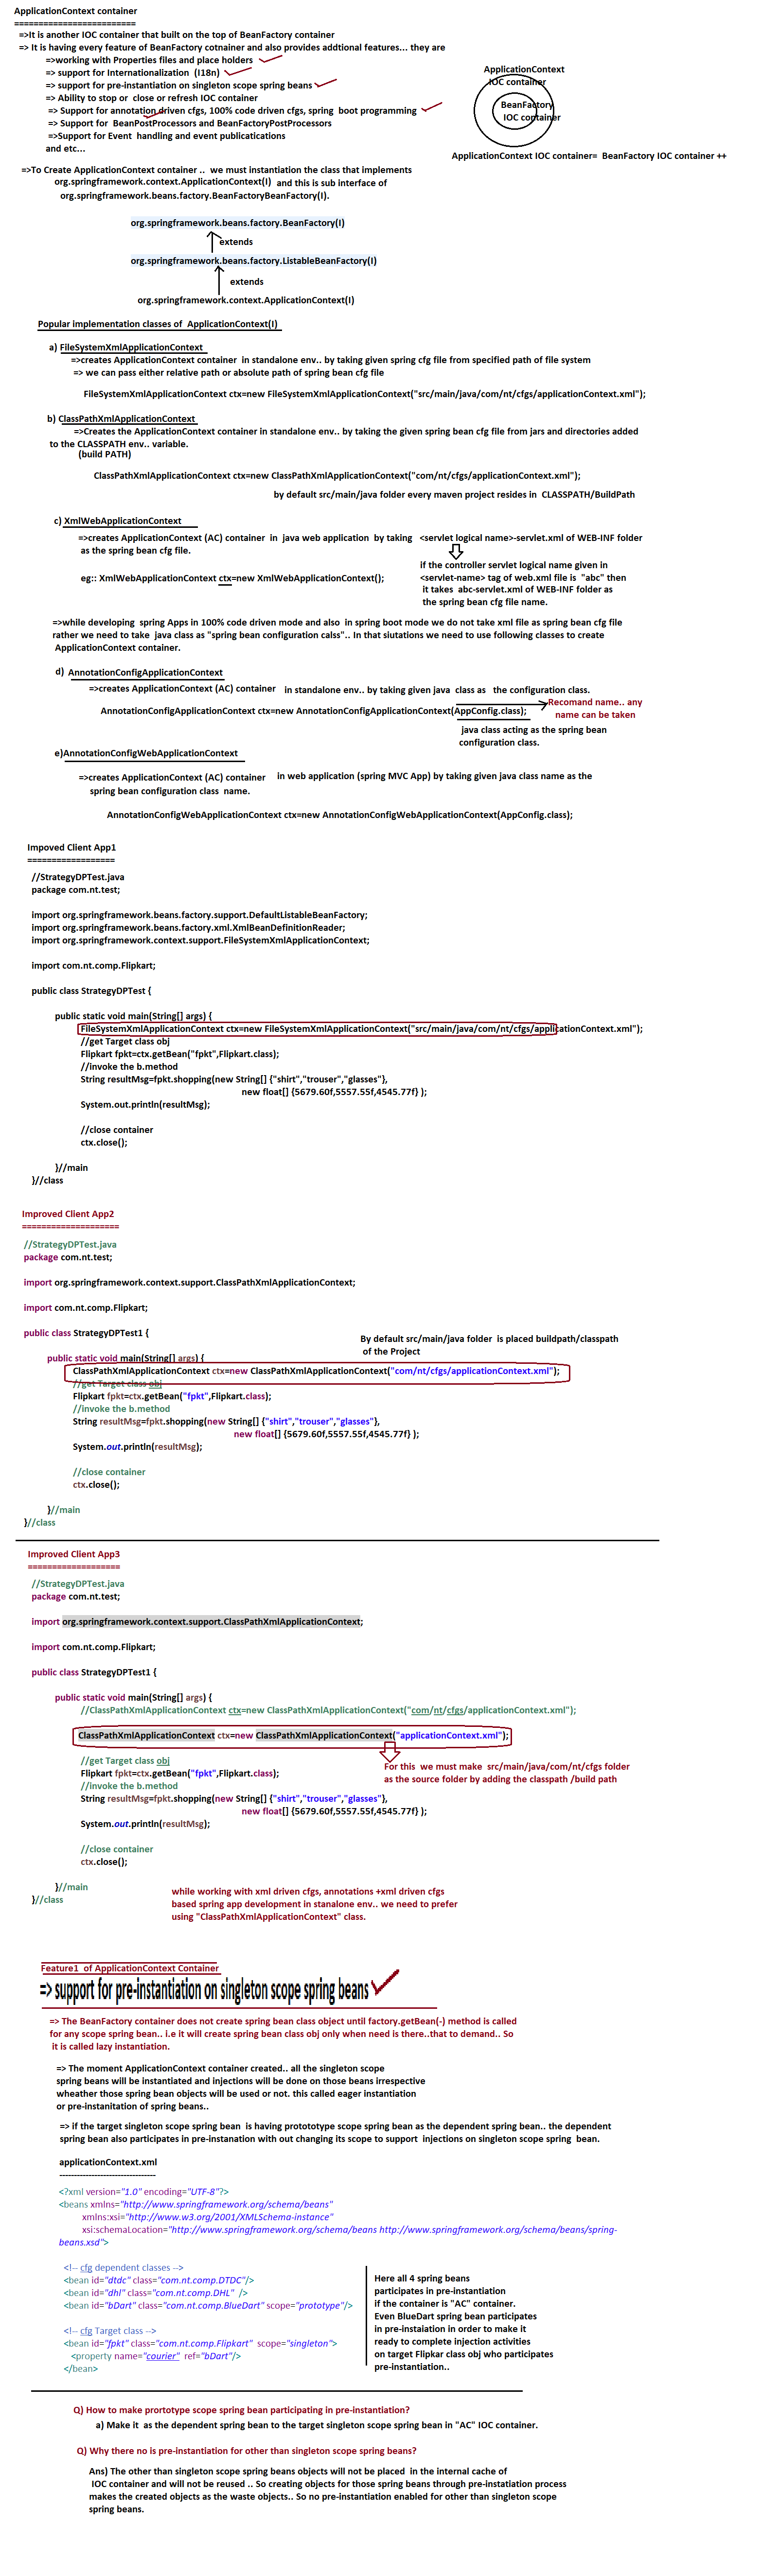 ApplicationContext container
=========================
=>It is another IOC container that built on the top of BeanFactory container
=> It is having every feature of BeanFactory cotnainer and also provides addtional features... they are
=>working with Properties files and place holders
=> support for Internationalization (I18n)
=> support for pre-instantiation on singleton scope spring beans
=> Ability to stop or close or refresh IOC container
=> Support for annotation driven cfgs, 100% code driven cfgs, spring boot programming
=> Support for BeanPostProcessors and BeanFactoryPostProcessors
=>Support for Event handling and event publicatications
and etc...
ApplicationContext
IOC container
BeanFactory
IOC container
ApplicationContext IOC container= BeanFactory IOC container ++
=>To Create ApplicationContext container .. we must instantiation the class that implements
org.springframework.context.ApplicationContext(I) and this is sub interface of
org.springframework.beans.factory.BeanFactoryBeanFactory(I).
org.springframework.beans.factory.BeanFactory(I)
extends
org.springframework.beans.factory.ListableBeanFactory(I)
extends
org.springframework.context.ApplicationContext(I)
Popular implementation classes of ApplicationContext(I)
a) FileSystemXmlApplicationContext
=>creates ApplicationContext container in standalone env.. by taking given spring cfg file from specified path of file system
=> we can pass either relative path or absolute path of spring bean cfg file
FileSystemXmlApplicationContext ctx=new FileSystemXmlApplicationContext("src/main/java/com/nt/cfgs/applicationContext.xml");
b) ClassPathXmlApplicationContext
=>Creates the ApplicationContext container in standalone env.. by taking the given spring bean cfg file from jars and directories added
to the CLASSPATH env.. variable.
(build PATH)
ClassPathXmlApplicationContext ctx=new ClassPathXmlApplicationContext("com/nt/cfgs/applicationContext.xml");
by default src/main/java folder every maven project resides in CLASSPATH/BuildPath
c) XmlWebApplicationContext
=>creates ApplicationContext (AC) container in java web application by taking <servlet logical name>-servlet.xml of WEB-INF folder
as the spring bean cfg file.
if the controller servlet logical name given in
<servlet-name> tag of web.xml file is "abc" then
it takes abc-servlet.xml of WEB-INF folder as
the spring bean cfg file name.
eg:: XmlWebApplicationContext ctx=new XmlWebApplicationContext();
=>while developing spring Apps in 100% code driven mode and also in spring boot mode we do not take xml file as spring bean cfg file
rather we need to take java class as "spring bean configuration calss".. In that siutations we need to use following classes to create
ApplicationContext container.
d) AnnotationConfigApplicationContext
=>creates ApplicationContext (AC) container in standalone env.. by taking given java class as the configuration class.
AnnotationConfigApplicationContext ctx=new AnnotationConfigApplicationContext(AppConfig.class);
Recomand name.. any
name can be taken
java class acting as the spring bean
configuration class.
e)AnnotationConfigWebApplicationContext
=>creates ApplicationContext (AC) container in web application (spring MVC App) by taking given java class name as the
spring bean configuration class name.
AnnotationConfigWebApplicationContext ctx=new AnnotationConfigWebApplicationContext(AppConfig.class);
Impoved Client App1
==================
//StrategyDPTest.java
package com.nt.test;
import org.springframework.beans.factory.support.DefaultListableBeanFactory;
import org.springframework.beans.factory.xml.XmlBeanDefinitionReader;
import org.springframework.context.support.FileSystemXmlApplicationContext;
import com.nt.comp.Flipkart;
public class StrategyDPTest {
public static void main(String[] args) {
FileSystemXmlApplicationContext ctx=new FileSystemXmlApplicationContext("src/main/java/com/nt/cfgs/applicationContext.xml");
//get Target class obj
Flipkart fpkt=ctx.getBean("fpkt",Flipkart.class);
//invoke the b.method
String resultMsg=fpkt.shopping(new String[] {"shirt","trouser","glasses"},
new float[] {5679.60f,5557.55f,4545.77f} );
System.out.println(resultMsg);
//close container
ctx.close();
}//main
}//class
Improved Client App2
====================
//StrategyDPTest.java
package com.nt.test;
import org.springframework.context.support.ClassPathXmlApplicationContext;
import com.nt.comp.Flipkart;
public class StrategyDPTest1 {
By default src/main/java folder is placed buildpath/classpath
of the Project
public static void main(String[] args) {
ClassPathXmlApplicationContext ctx=new ClassPathXmlApplicationContext("com/nt/cfgs/applicationContext.xml");
//get Target class obj
Flipkart fpkt=ctx.getBean("fpkt",Flipkart.class);
//invoke the b.method
String resultMsg=fpkt.shopping(new String[] {"shirt","trouser","glasses"},
new float[] {5679.60f,5557.55f,4545.77f} );
System.out.println(resultMsg);
//close container
ctx.close();
}//main
}//class
Improved Client App3
===================
//StrategyDPTest.java
package com.nt.test;
import org.springframework.context.support.ClassPathXmlApplicationContext;
import com.nt.comp.Flipkart;
public class StrategyDPTest1 {
public static void main(String[] args) {
//ClassPathXmlApplicationContext ctx=new ClassPathXmlApplicationContext("com/nt/cfgs/applicationContext.xml");
ClassPathXmlApplicationContext ctx=new ClassPathXmlApplicationContext("applicationContext.xml");
//get Target class obj
For this we must make src/main/java/com/nt/cfgs folder
as the source folder by adding the classpath /build path
Flipkart fpkt=ctx.getBean("fpkt",Flipkart.class);
//invoke the b.method
String resultMsg=fpkt.shopping(new String[] {"shirt","trouser","glasses"},
new float[] {5679.60f,5557.55f,4545.77f} );
System.out.println(resultMsg);
//close container
ctx.close();
}//main
}//class
while working with xml driven cfgs, annotations +xml driven cfgs
based spring app development in stanalone env.. we need to prefer
using "ClassPathXmlApplicationContext" class.
Feature1 of ApplicationContext Container
=> support for pre-instantiation on singleton scope spring beans
=> The BeanFactory container does not create spring bean class object until factory.getBean(-) method is called
for any scope spring bean.. i.e it will create spring bean class obj only when need is there..that to demand.. So
it is called lazy instantiation.
=> The moment ApplicationContext container created.. all the singleton scope
spring beans will be instantiated and injections will be done on those beans irrespective
wheather those spring bean objects will be used or not. this called eager instantiation
or pre-instanitation of spring beans..
=> if the target singleton scope spring bean is having protototype scope spring bean as the dependent spring bean.. the dependent
spring bean also participates in pre-instanation with out changing its scope to support injections on singleton scope spring bean.
applicationContext.xml
--------------------------------
<?xml version="1.0" encoding="UTF-8"?>
<beans xmlns="http://www.springframework.org/schema/beans"
xmlns:xsi="http://www.w3.org/2001/XMLSchema-instance"
xsi:schemaLocation="http://www.springframework.org/schema/beans http://www.springframework.org/schema/beans/spring-
beans.xsd">
<!-- cfg dependent classes -->
<bean id="dtdc" class="com.nt.comp.DTDC"/>
<bean id="dhl" class="com.nt.comp.DHL" />
<bean id="bDart" class="com.nt.comp.BlueDart" scope="prototype"/>
<!-- cfg Target class -->
<bean id="fpkt" class="com.nt.comp.Flipkart" scope="singleton">
<property name="courier" ref="bDart"/>
</bean>
Here all 4 spring beans
participates in pre-instantiation
if the container is "AC" container.
Even BlueDart spring bean participates
in pre-instalation in order to make it
ready to complete injection activities
on target Flipkar class obj who participates
pre-instantiation..
Q) How to make prortotype scope spring bean participating in pre-instantiation?
a) Make it as the dependent spring bean to the target singleton scope spring bean in "AC" IOC container.
Q) Why there no is pre-instantiation for other than singleton scope spring beans?
Ans) The other than singleton scope spring beans objects will not be placed in the internal cache of
IOC container and will not be reused .. So creating objects for those spring beans through pre-instatiation process
makes the created objects as the waste objects.. So no pre-instantiation enabled for other than singleton scope
spring beans.